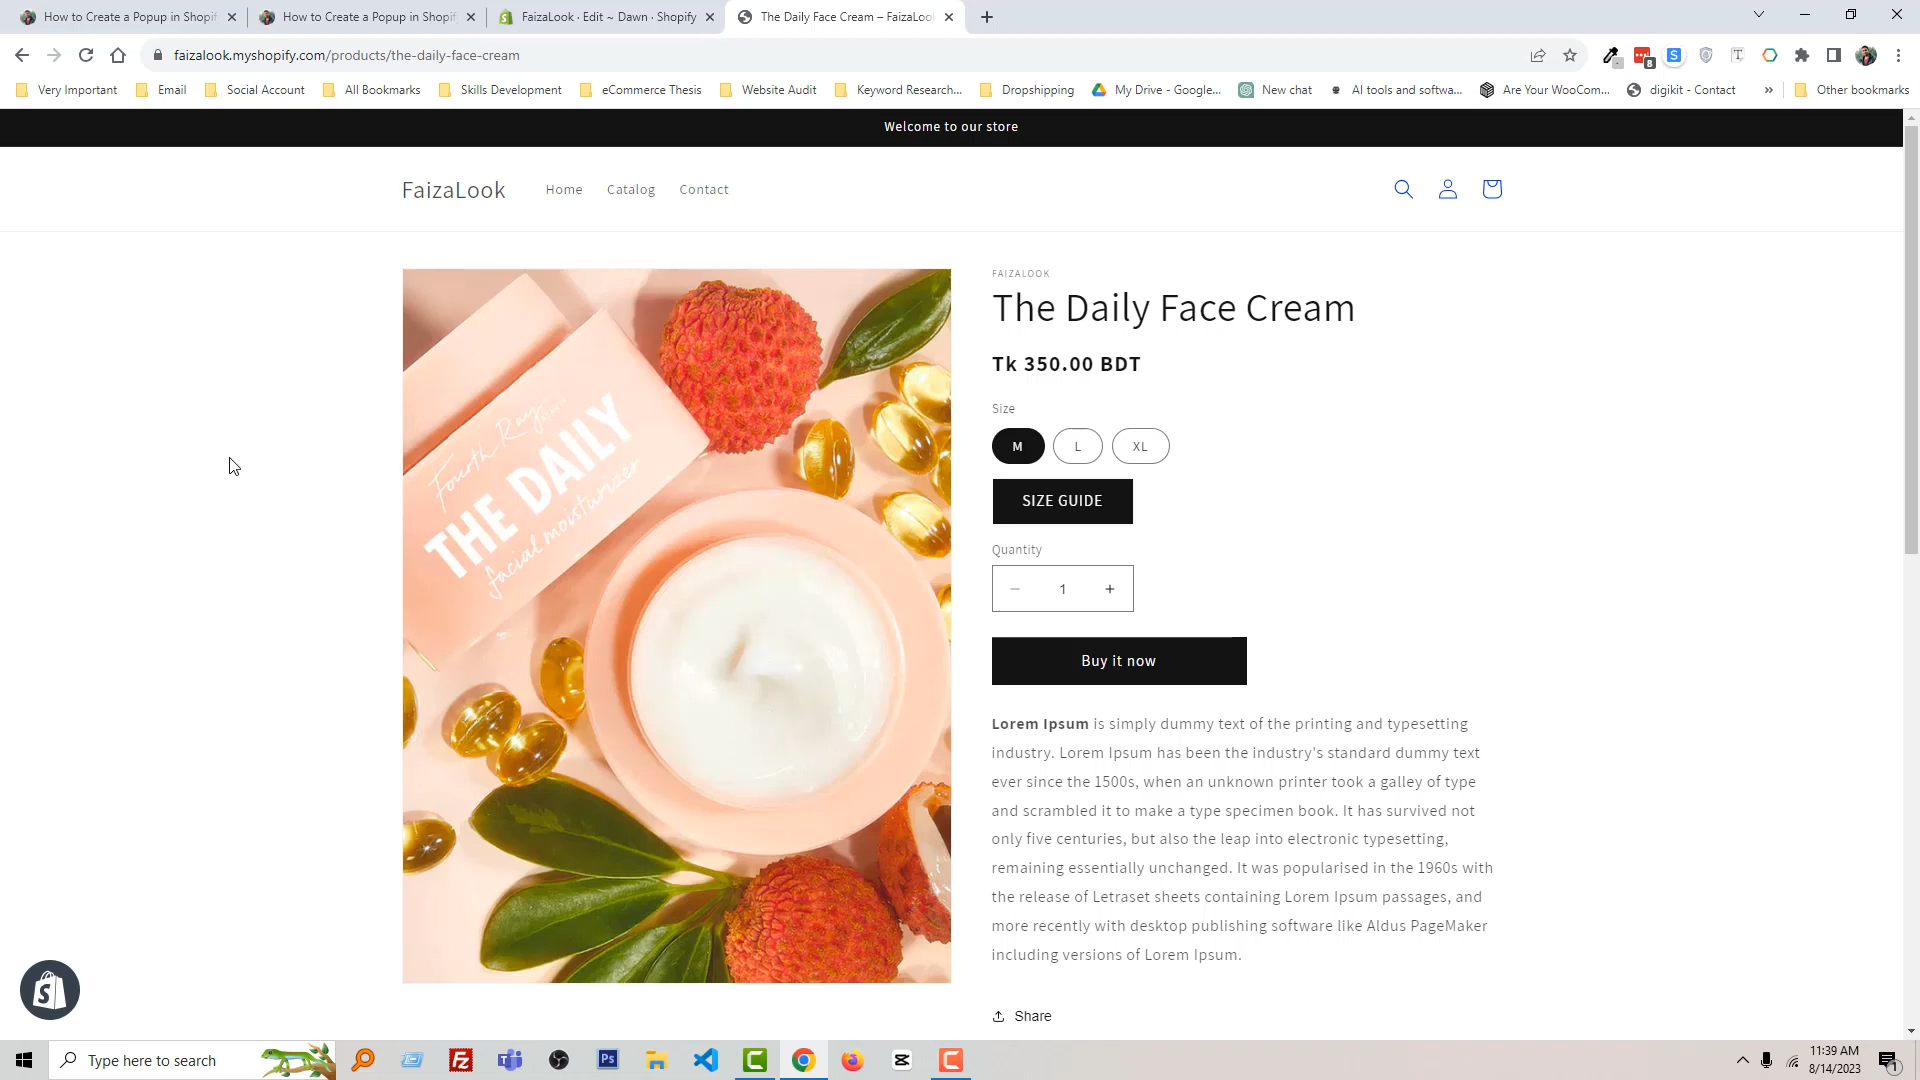 How to Create a Popup in Shopif
How to Create a Popup in Shopif
FaizaLook · Edit ~ Dawn · Shopify
The Daily Face Cream – FaizaLoo
faizalook.myshopify.com/products/the-daily-face-cream
8
S
T
Very Important
Email
Social Account
All Bookmarks
Skills Development
eCommerce Thesis
Website Audit
Keyword Research...
Dropshipping
My Drive - Google...
New chat
AI tools and softwa...
Are Your WooCom...
digikit - Contact
»
Other bookmarks
Welcome to our store
FaizaLook
Home
Catalog
Contact
Fourth Ray
THE DAILY
facial moisturizer
FAIZALOOK
The Daily Face Cream
Tk 350.00 BDT
Size
M
L
XL
SIZE GUIDE
Quantity
− 1 +
Buy it now
Lorem Ipsum is simply dummy text of the printing and typesetting
industry. Lorem Ipsum has been the industry's standard dummy text
ever since the 1500s, when an unknown printer took a galley of type
and scrambled it to make a type specimen book. It has survived not
only five centuries, but also the leap into electronic typesetting,
remaining essentially unchanged. It was popularised in the 1960s with
the release of Letraset sheets containing Lorem Ipsum passages, and
more recently with desktop publishing software like Aldus PageMaker
including versions of Lorem Ipsum.
Share
Type here to search
Ps
11:39 AM
8/14/2023
1